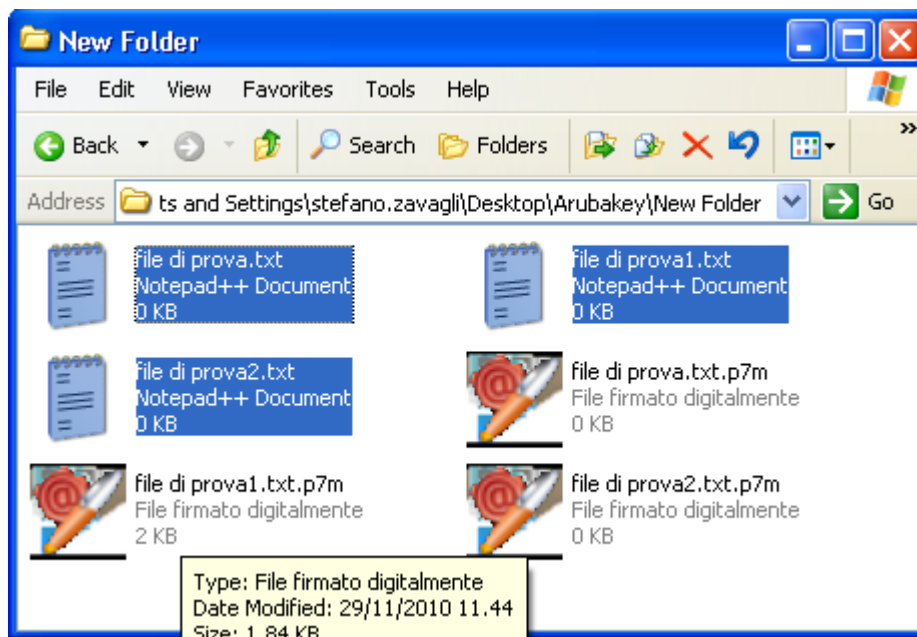 New Folder
File Edit View Favorites Tools Help
Back Search Folders
Address ts and Settings\stefano.zavagli\Desktop\Arubakey\New Folder Go
file di prova.txt
Notepad++ Document
0 KB
file di prova1.txt
Notepad++ Document
0 KB
file di prova2.txt
Notepad++ Document
0 KB
file di prova.txt.p7m
File firmato digitalmente
0 KB
file di prova1.txt.p7m
File firmato digitalmente
2 KB
file di prova2.txt.p7m
File firmato digitalmente
0 KB
Type: File firmato digitalmente
Date Modified: 29/11/2010 11.44
Size: 1,84 KB